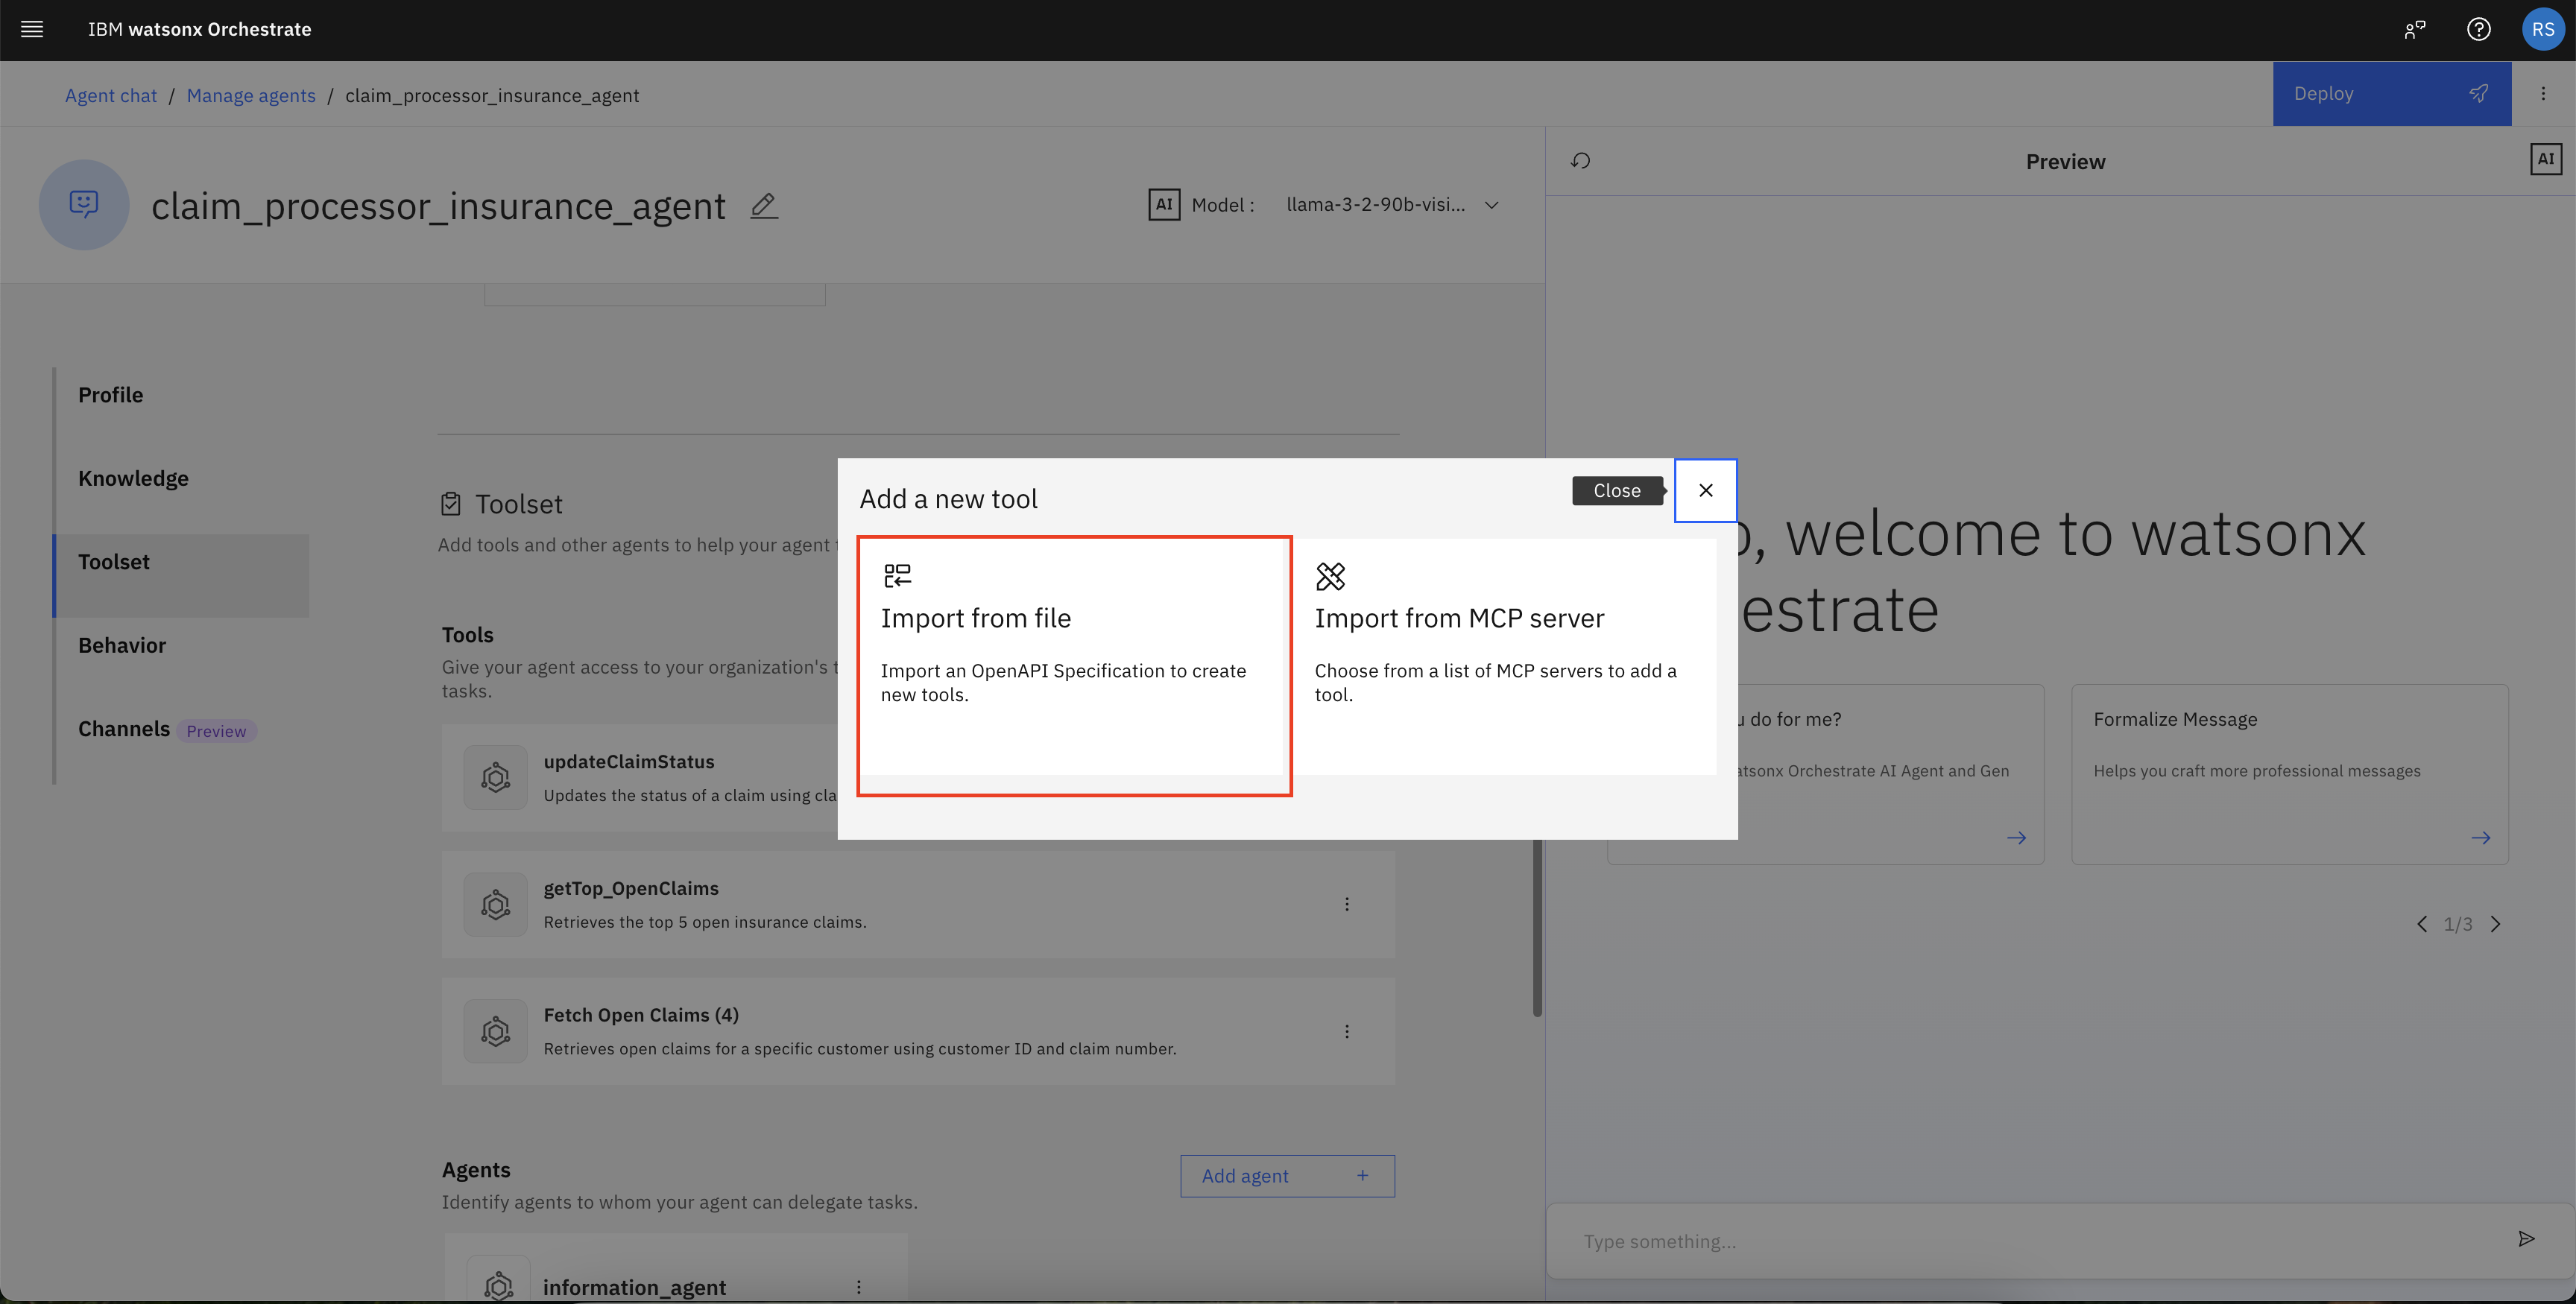 IBM watsonx Orchestrate
RS
Agent chat / Manage agents / claim_processor_insurance_agent
Deploy
claim_processor_insurance_agent
AI Model :
llama-3-2-90b-visi...
Preview
AI
Profile
Knowledge
Toolset
Behavior
Channels Preview
Toolset
Add tools and other agents to help your agent
Tools
Give your agent access to your organization's
tasks.
updateClaimStatus
Updates the status of a claim using
getTop_OpenClaims
Retrieves the top 5 open insurance claims.
Fetch Open Claims (4)
Retrieves open claims for a specific customer using customer ID and claim number.
Agents
Identify agents to whom your agent can delegate tasks.
Add agent +
information_agent
Add a new tool
Close
Import from file
Import an OpenAPI Specification to create
new tools.
Import from MCP server
Choose from a list of MCP servers to add a
tool.
welcome to watsonx
estrate
do for me?
atsonx Orchestrate AI Agent and Gen
Formalize Message
Helps you craft more professional messages
1/3
Type something...